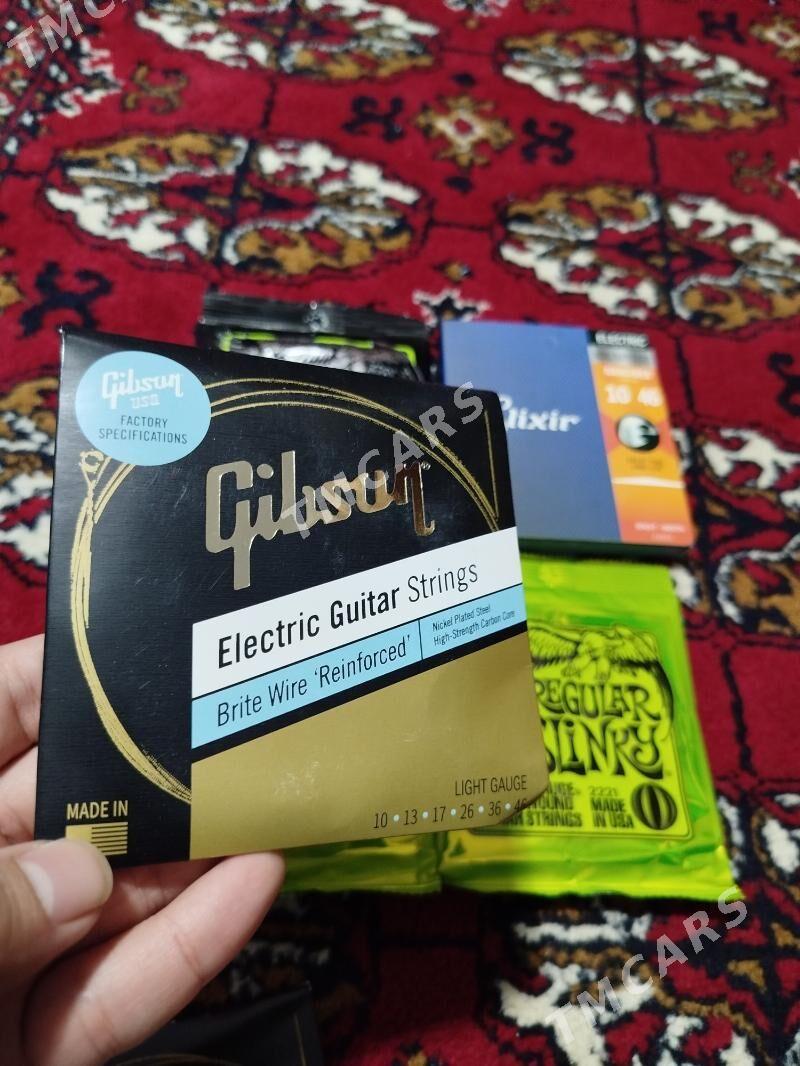 TMCARS
Gibson
USA
FACTORY
SPECIFICATIONS
Gibson
Electric Guitar Strings
Brite Wire 'Reinforced'
Nickel Plated Steel
High-Strength Carbon Core
LIGHT GAUGE
10 • 13 • 17 • 26 • 36 • 46
MADE IN
ELECTRIC
10 46
lixir
TMCARS
REGULAR
SLINKY
2221
MADE
IN USA
STRINGS
TMCARS